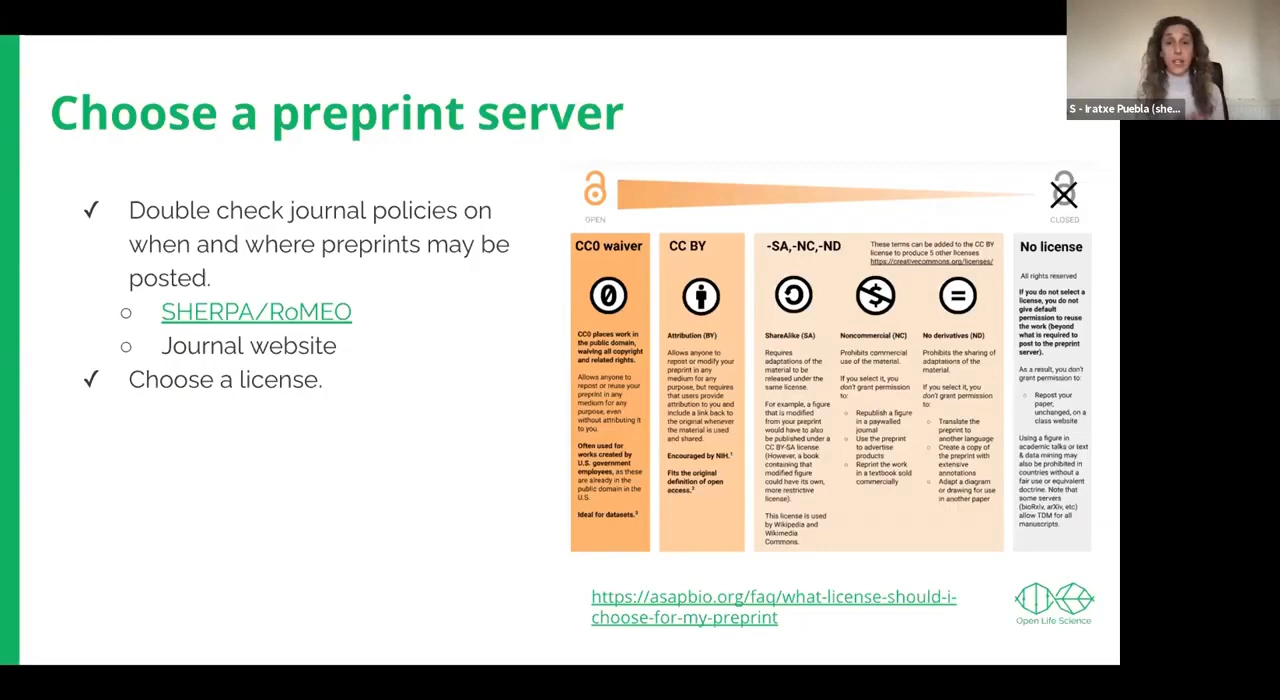 S - Iratxe Puebla (she...
Choose a preprint server
✓ Double check journal policies on
when and where preprints may be
posted.
○ SHERPA/RoMEO
○ Journal website
✓ Choose a license.
OPEN
CLOSED
CC0 waiver
CC0 places work in
the public domain,
waiving all copyright
and related rights.
Allows anyone to
repost or reuse your
preprint in any
medium for any
purpose, even
without attributing it
to you.
Often used for
works created by
U.S. government
employees, as these
are already in the
public domain in the
U.S.
Ideal for datasets.³
CC BY
Attribution (BY)
Allows anyone to
repost or modify your
preprint in any
medium for any
purpose, but requires
that users provide
attribution to you and
include a link back to
the original whenever
the material is used
and shared.
Encouraged by NIH.¹
Fits the original
definition of open
access.²
-SA,-NC,-ND
These terms can be added to the CC BY
license to produce 5 other licenses
https://creativecommons.org/licenses/
ShareAlike (SA)
Requires
adaptations of the
material to be
released under the
same license.
For example, a figure
that is modified
from your preprint
would have to also
be published under a
CC BY-SA license
(However, a book
containing that
modified figure
could have its own,
more restrictive
license).
This license is used
by Wikipedia and
Wikimedia
Commons.
Noncommercial (NC)
Prohibits commercial
use of the material.
If you select it, you
don't grant permission
to:
○ Republish a figure
in a paywalled
journal
○ Use the preprint
to advertise
products
○ Reprint the work
in a textbook sold
commercially
No derivatives (ND)
Prohibits the sharing of
adaptations of the
material.
If you select it, you
don't grant permission
to:
○ Translate the
preprint to
another language
○ Create a copy of
the preprint with
extensive
annotations
○ Adapt a diagram
or drawing for use
in another paper
No license
All rights reserved
If you do not select a
license, you do not
give default
permission to reuse
the work (beyond
what is required to
post to the preprint
server).
As a result, you don't
grant permission to:
○ Repost your
paper,
unchanged, on a
class website
Using a figure in
academic talks or text
& data mining may
also be prohibited in
countries without a
fair use or equivalent
doctrine. Note that
some servers
(bioRxiv, arXiv, etc)
allow TDM for all
manuscripts.
https://asapbio.org/faq/what-license-should-i-
choose-for-my-preprint
Open Life Science